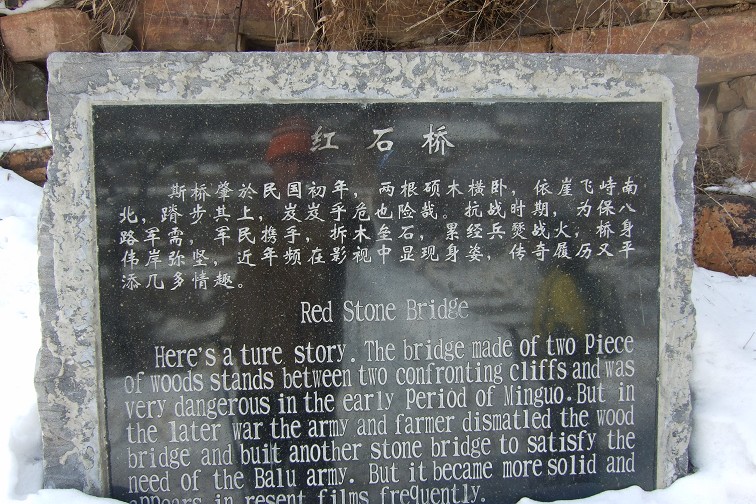 红石桥
斯桥肇於民国初年，两根硕木横卧，依崖飞峙南
北，蹐步其上，岌岌乎危也险哉。抗战时期，为保八
路军需，军民携手，拆木垒石，累经兵燹战火，桥身
伟岸弥坚，近年频在影视中显现身姿，传奇履历又平
添几多情趣。
Red Stone Bridge
Here's a ture story. The bridge made of two Piece
of woods stands between two confronting cliffs and was
very dangerous in the early Period of Minguo. But in
the later war the army and farmer dismatled the wood
bridge and buitt another stone bridge to satisfy the
need of the Balu army. But it became more solid and
appears in resent films frequently.